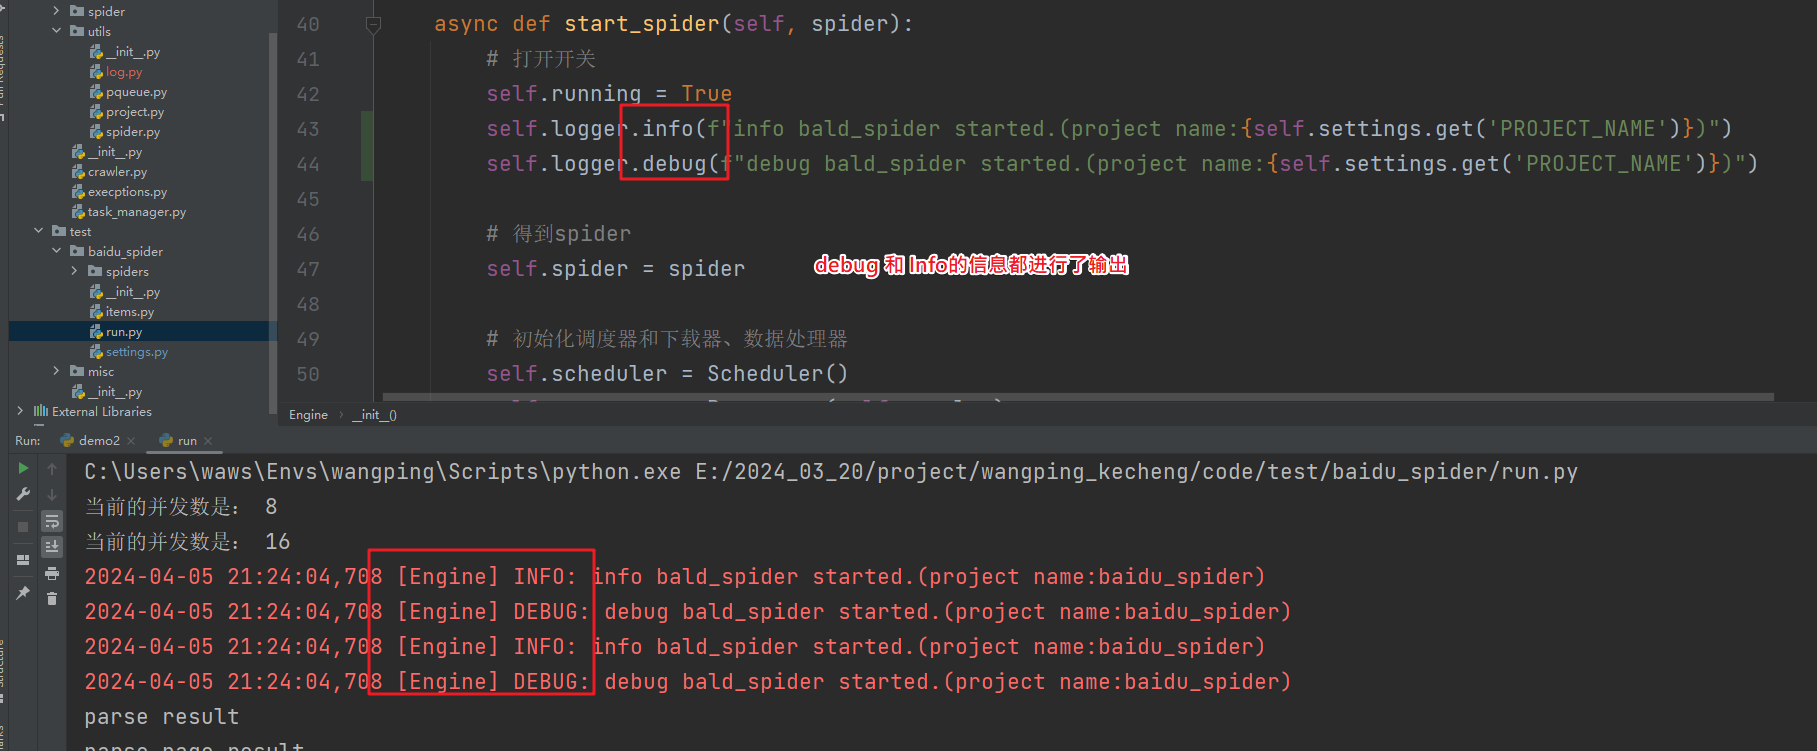 spider
utils
__init__.py
log.py
pqueue.py
project.py
spider.py
__init__.py
crawler.py
execptions.py
task_manager.py
test
baidu_spider
spiders
__init__.py
items.py
run.py
settings.py
misc
__init__.py
External Libraries
40 async def start_spider(self, spider):
41 # 打开开关
42 self.running = True
43 self.logger.info(f"info bald_spider started.(project name:{self.settings.get('PROJECT_NAME')})")
44 self.logger.debug(f"debug bald_spider started.(project name:{self.settings.get('PROJECT_NAME')})")
45
46 # 得到spider
47 self.spider = spider
debug 和 Info的信息都进行了输出
48
49 # 初始化调度器和下载器、数据处理器
50 self.scheduler = Scheduler()
Engine › __init__()
Run: demo2 × run ×
C:\Users\waws\Envs\wangping\Scripts\python.exe E:/2024_03_20/project/wangping_kecheng/code/test/baidu_spider/run.py
当前的并发数是： 8
当前的并发数是： 16
2024-04-05 21:24:04,708 [Engine] INFO: info bald_spider started.(project name:baidu_spider)
2024-04-05 21:24:04,708 [Engine] DEBUG: debug bald_spider started.(project name:baidu_spider)
2024-04-05 21:24:04,708 [Engine] INFO: info bald_spider started.(project name:baidu_spider)
2024-04-05 21:24:04,708 [Engine] DEBUG: debug bald_spider started.(project name:baidu_spider)
parse result
parse page result